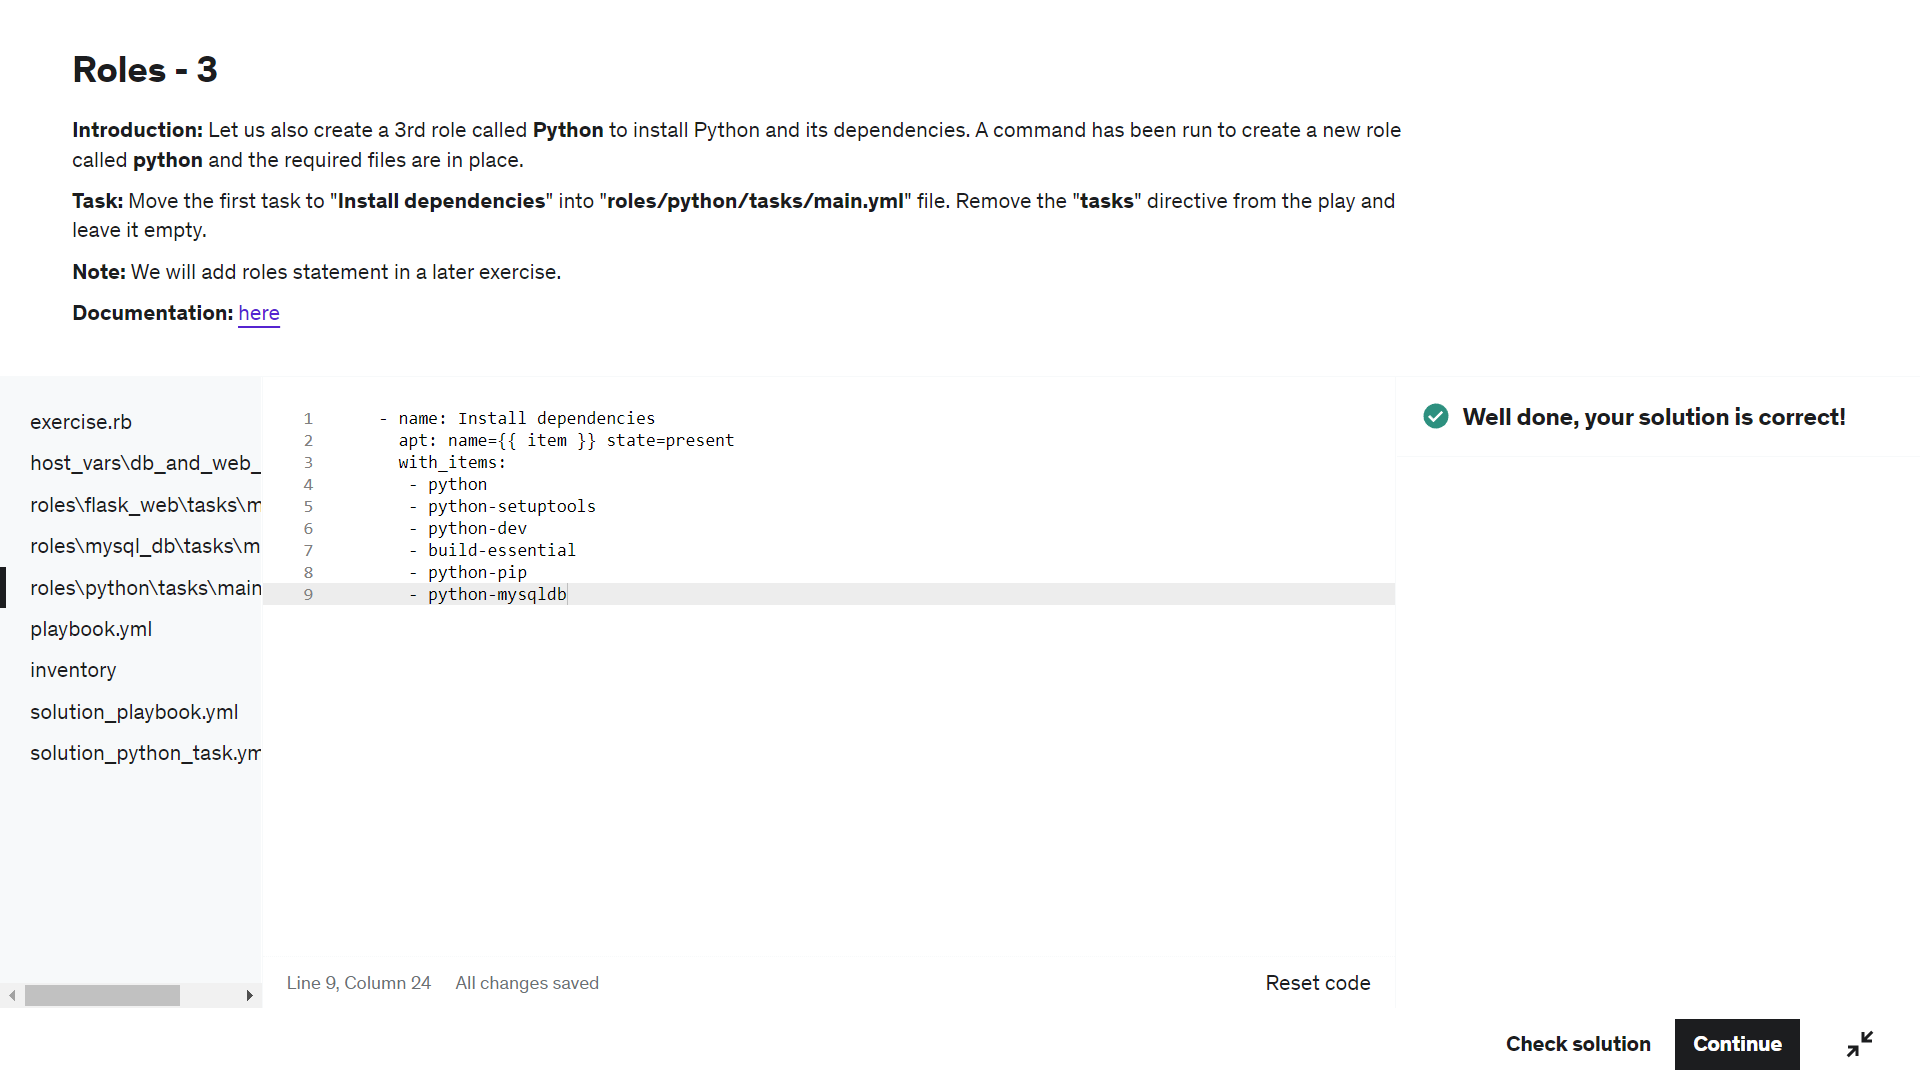 Roles - 3
Introduction: Let us also create a 3rd role called Python to install Python and its dependencies. A command has been run to create a new role
called python and the required files are in place.
Task: Move the first task to "Install dependencies" into "roles/python/tasks/main.yml" file. Remove the "tasks" directive from the play and
leave it empty.
Note: We will add roles statement in a later exercise.
Documentation: here
exercise.rb
host_vars\db_and_web_
roles\flask_web\tasks\m
roles\mysql_db\tasks\m
roles\python\tasks\main
playbook.yml
inventory
solution_playbook.yml
solution_python_task.ym
1 - name: Install dependencies
2 apt: name={{ item }} state=present
3 with_items:
4 - python
5 - python-setuptools
6 - python-dev
7 - build-essential
8 - python-pip
9 - python-mysqldb
Line 9, Column 24 All changes saved
Reset code
Well done, your solution is correct!
Check solution
Continue